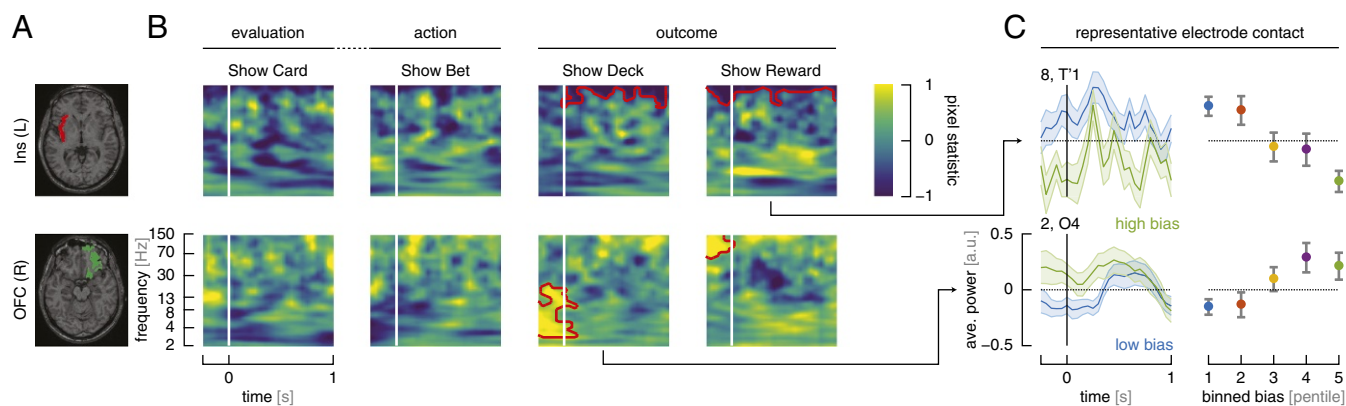 A
B
C
evaluation
action
outcome
representative electrode contact
Show Card
Show Bet
Show Deck
Show Reward
Ins (L)
1
0
−1
pixel statistic
8, T'1
high bias
OFC (R)
frequency [Hz]
150
70
30
13
8
4
2
0
1
time [s]
2, O4
low bias
ave. power [a.u.]
0.5
0
−0.5
0
1
time [s]
1
2
3
4
5
binned bias [pentile]